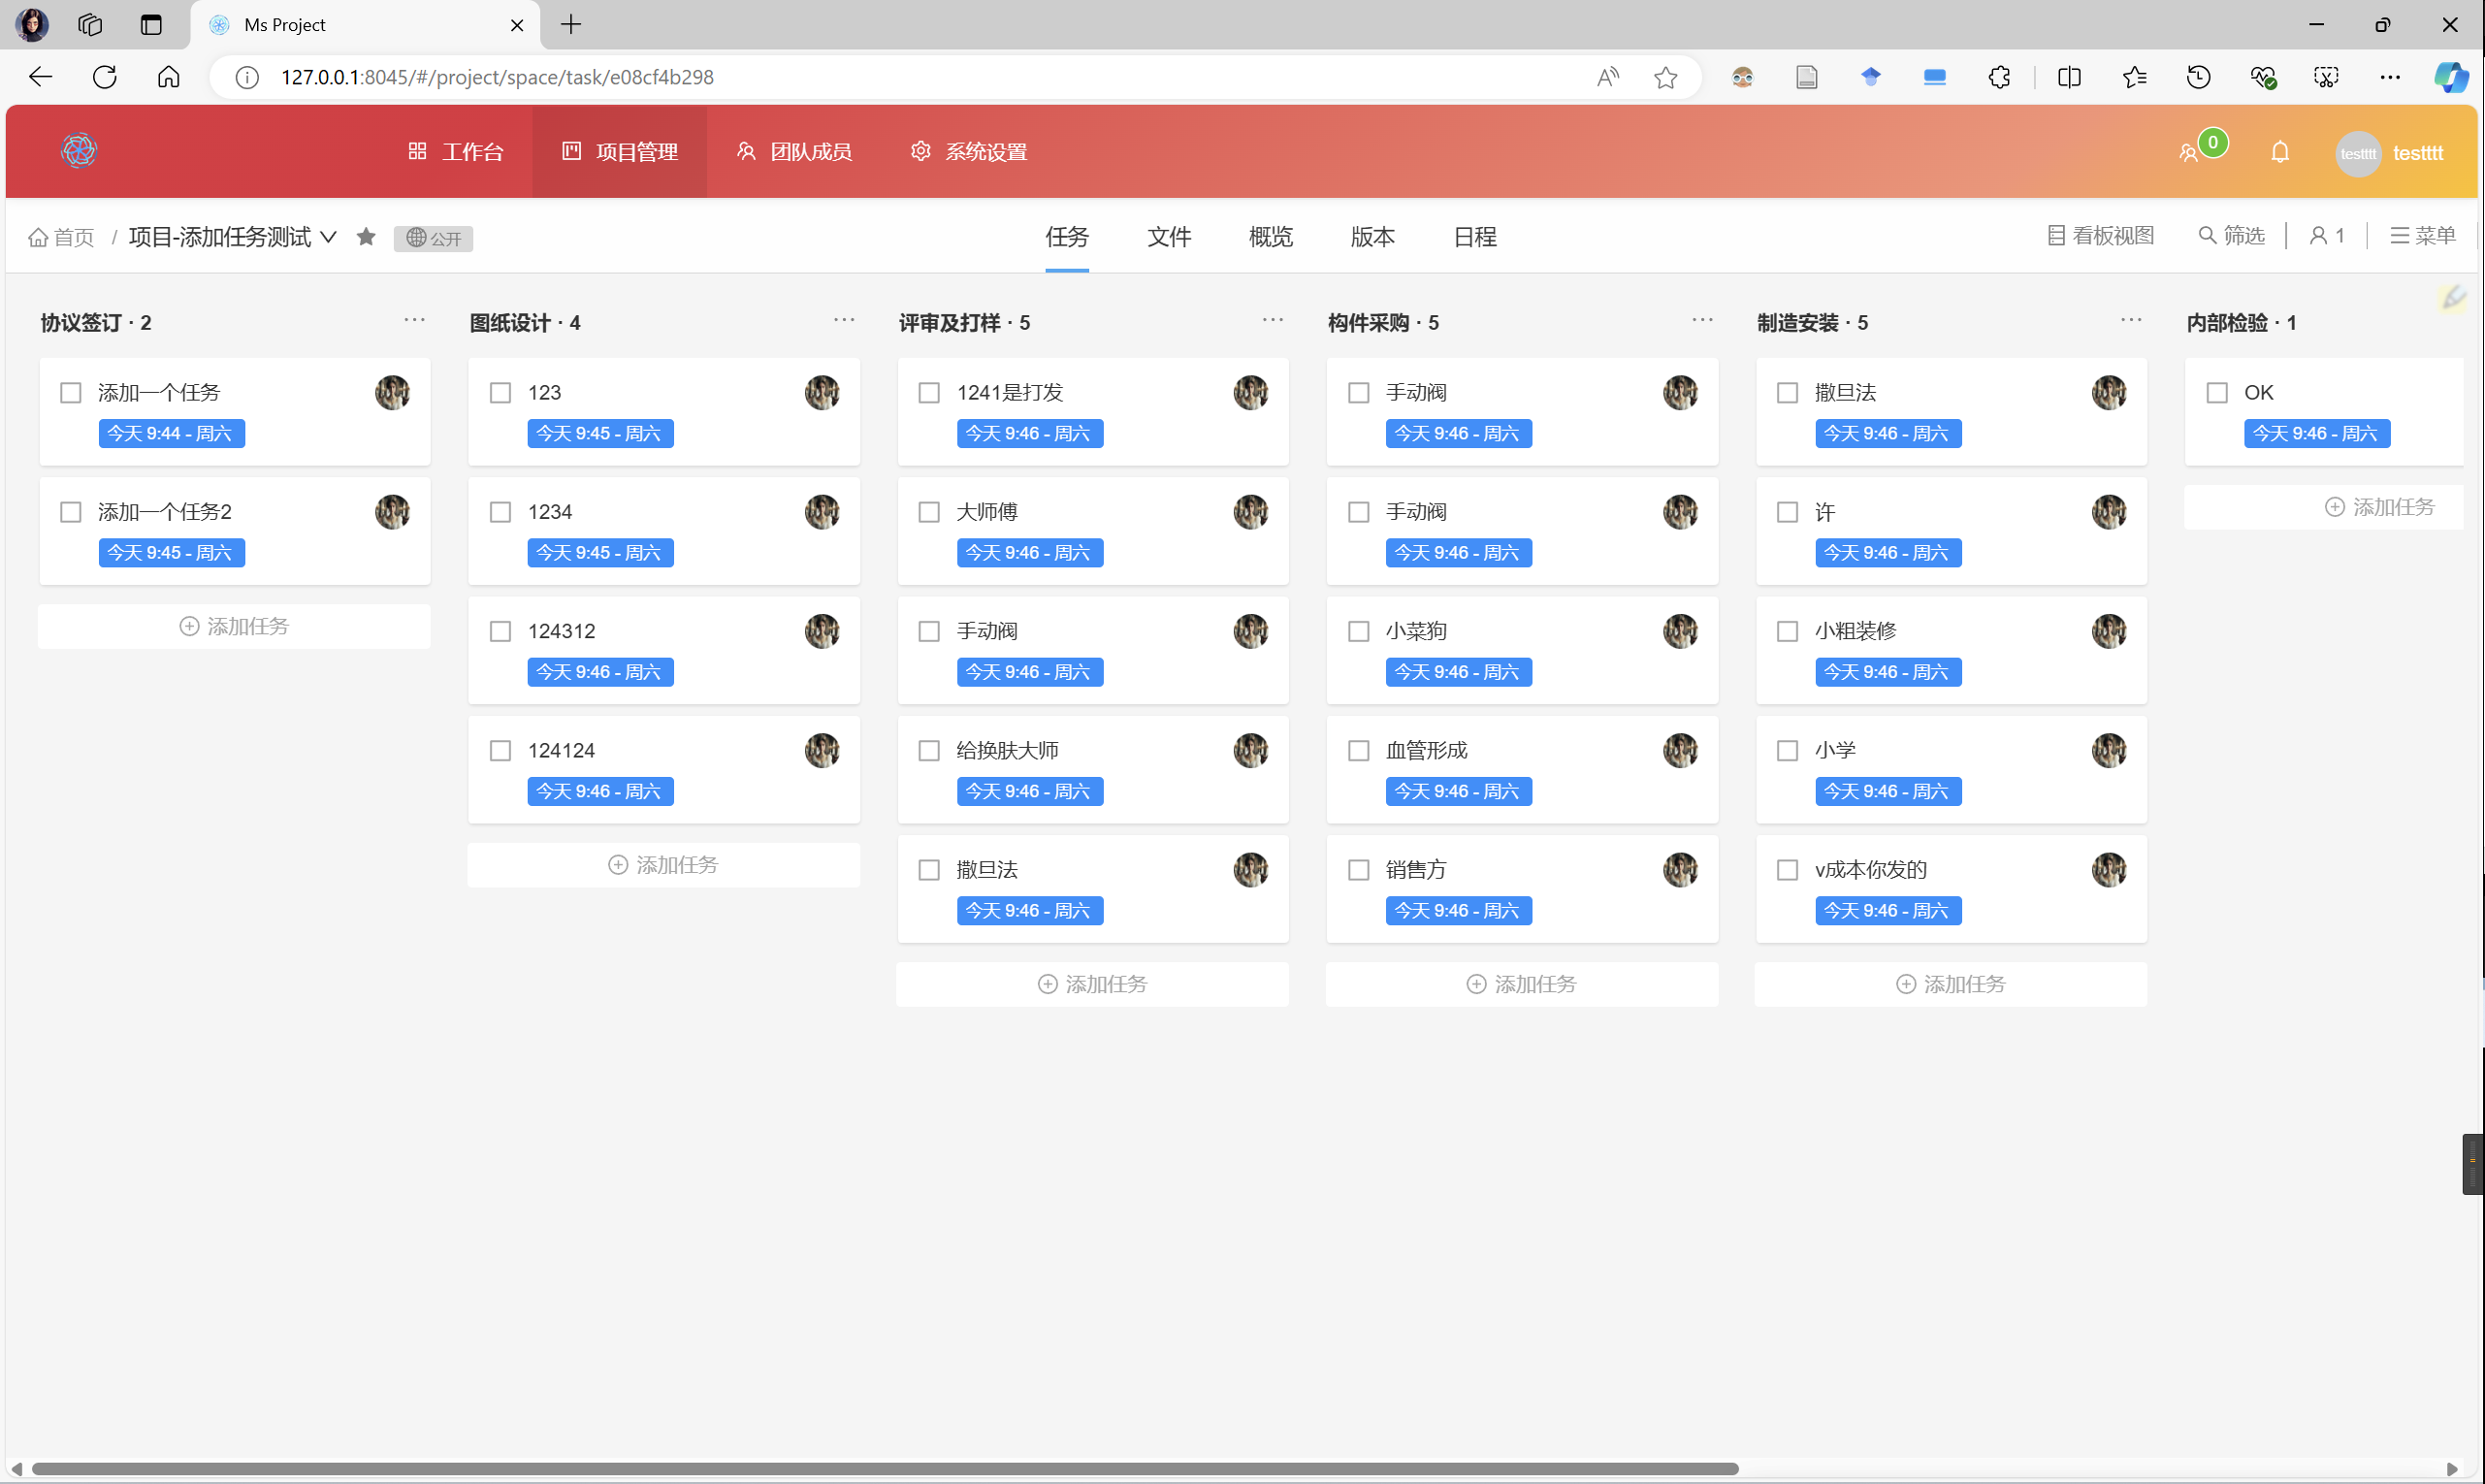 Ms Project
127.0.0.1:8045/#/project/space/task/e08cf4b298
工作台
项目管理
团队成员
系统设置
0
testttt
testttt
首页 / 项目-添加任务测试
公开
任务
文件
概览
版本
日程
看板视图
筛选
1
菜单
协议签订 · 2
添加一个任务
今天 9:44 - 周六
添加一个任务2
今天 9:45 - 周六
添加任务
图纸设计 · 4
123
今天 9:45 - 周六
1234
今天 9:45 - 周六
124312
今天 9:46 - 周六
124124
今天 9:46 - 周六
添加任务
评审及打样 · 5
1241是打发
今天 9:46 - 周六
大师傅
今天 9:46 - 周六
手动阀
今天 9:46 - 周六
给换肤大师
今天 9:46 - 周六
撒旦法
今天 9:46 - 周六
添加任务
构件采购 · 5
手动阀
今天 9:46 - 周六
手动阀
今天 9:46 - 周六
小菜狗
今天 9:46 - 周六
血管形成
今天 9:46 - 周六
销售方
今天 9:46 - 周六
添加任务
制造安装 · 5
撒旦法
今天 9:46 - 周六
许
今天 9:46 - 周六
小粗装修
今天 9:46 - 周六
小学
今天 9:46 - 周六
v成本你发的
今天 9:46 - 周六
添加任务
内部检验 · 1
OK
今天 9:46 - 周六
添加任务